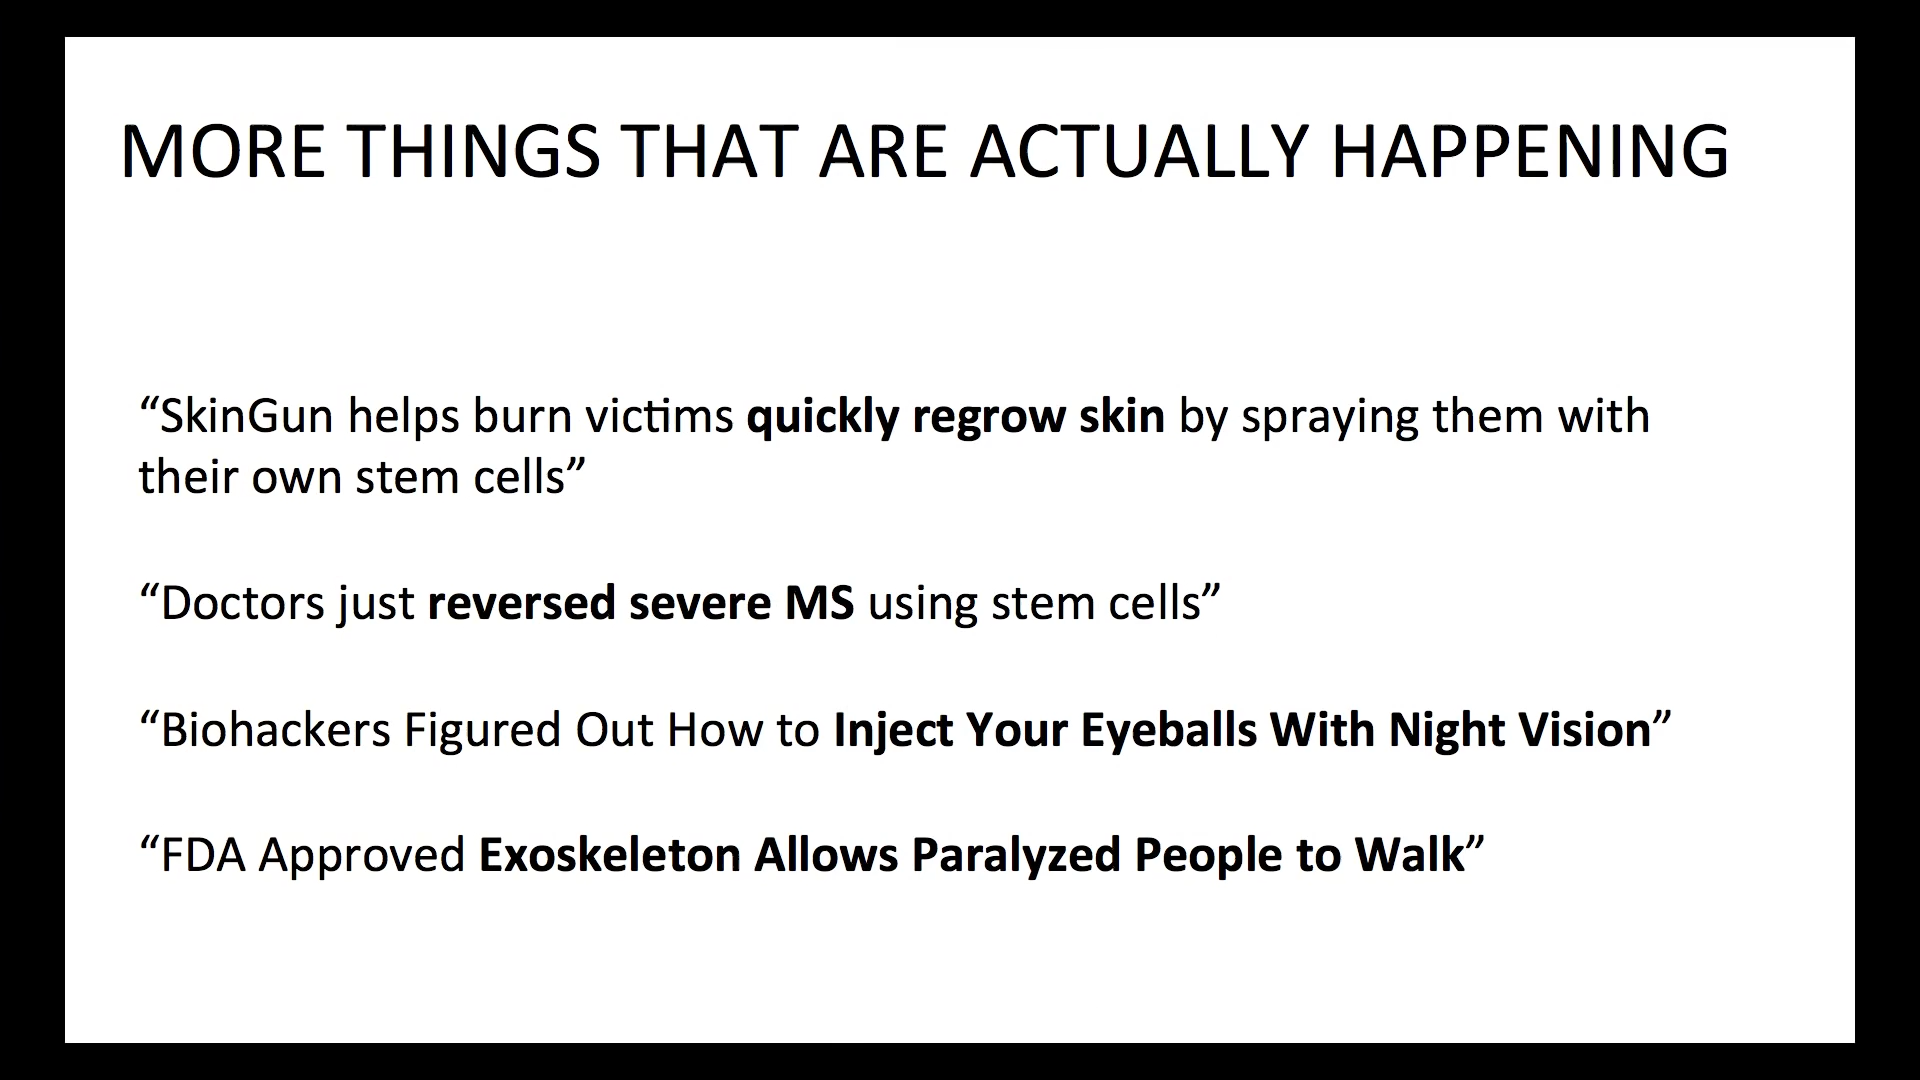 MORE THINGS THAT ARE ACTUALLY HAPPENING
“SkinGun helps burn victims quickly regrow skin by spraying them with
their own stem cells”
“Doctors just reversed severe MS using stem cells”
“Biohackers Figured Out How to Inject Your Eyeballs With Night Vision”
“FDA Approved Exoskeleton Allows Paralyzed People to Walk”